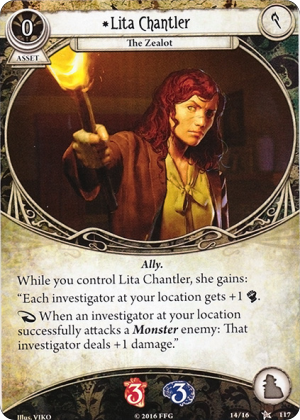 0
*Lita Chantler
ASSET
The Zealot
Ally.
While you control Lita Chantler, she gains:
“Each investigator at your location gets +1 .
When an investigator at your location
successfully attacks a Monster enemy: That
investigator deals +1 damage.”
3 3
Illus. VIKO © 2016 FFG 14/16 117